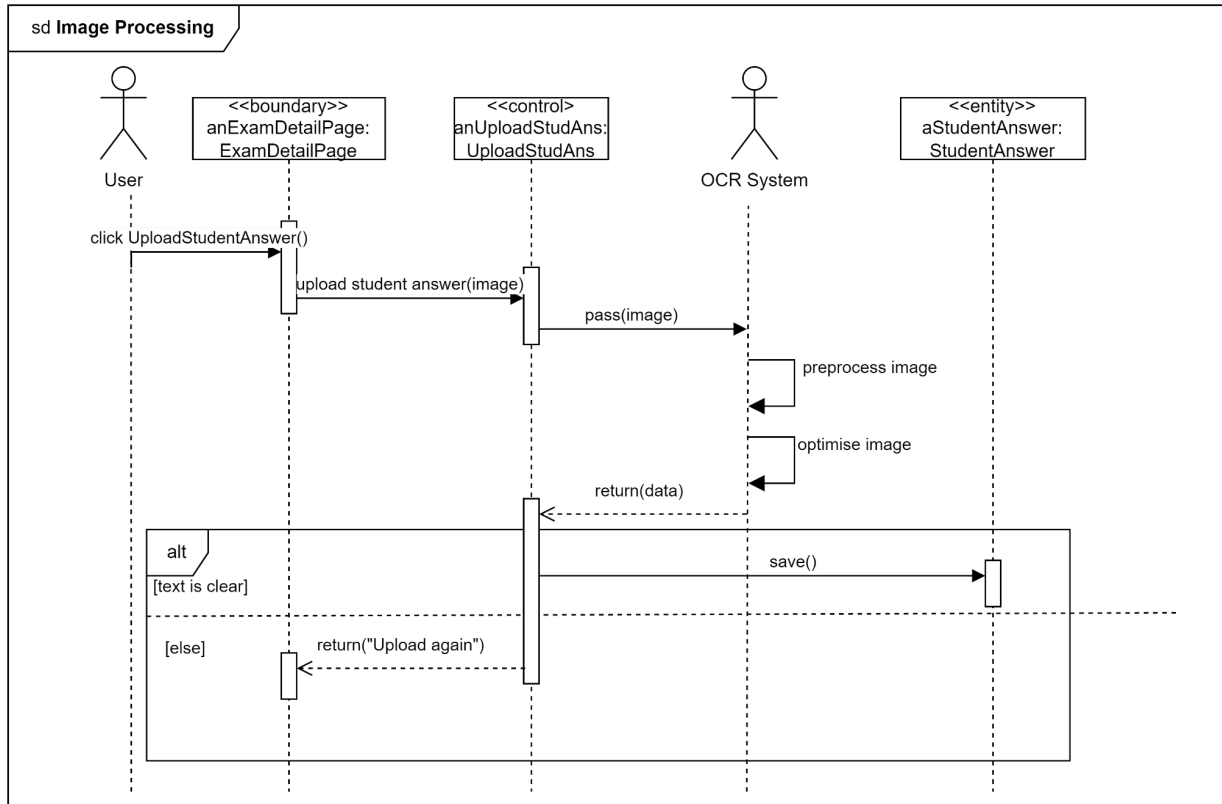 sd Image Processing
<<boundary>>
anExamDetailPage:
ExamDetailPage
<<control>
anUploadStudAns:
UploadStudAns
<<entity>>
aStudentAnswer:
StudentAnswer
User
OCR System
click UploadStudentAnswer()
upload student answer(image)
pass(image)
preprocess image
optimise image
return(data)
alt
save()
[text is clear]
return("Upload again")
[else]